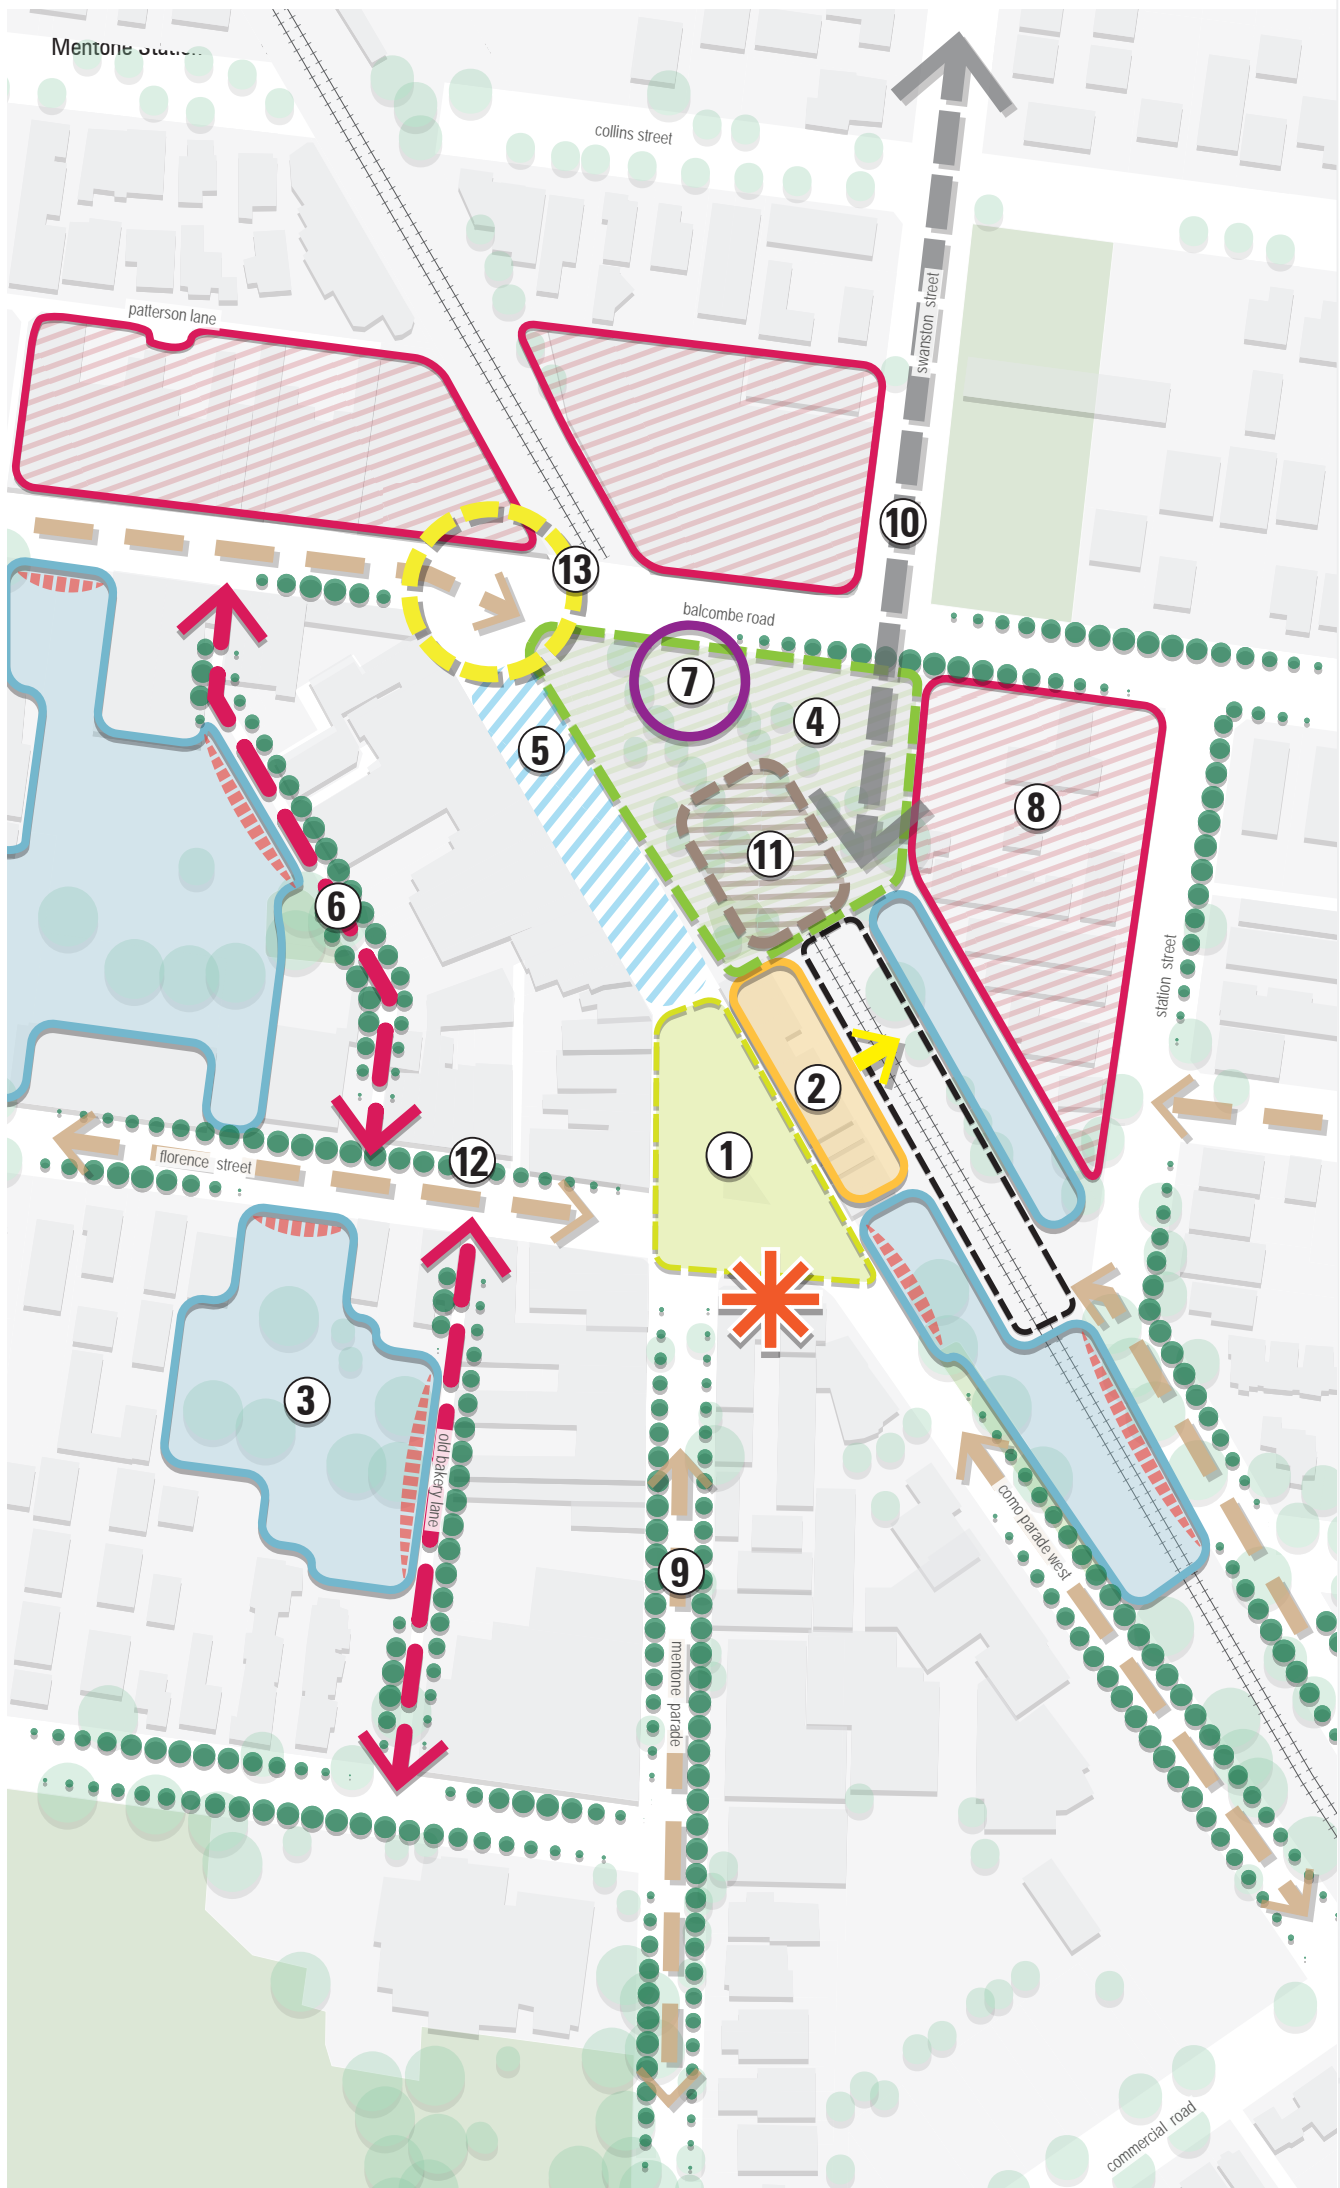 Mentone
collins street
swanston street
patterson lane
10
13
balcombe road
7
4
5
8
11
6
station street
2
1
12
florence street
3
old bakery lane
como parade west
9
mentone parade
commercial road